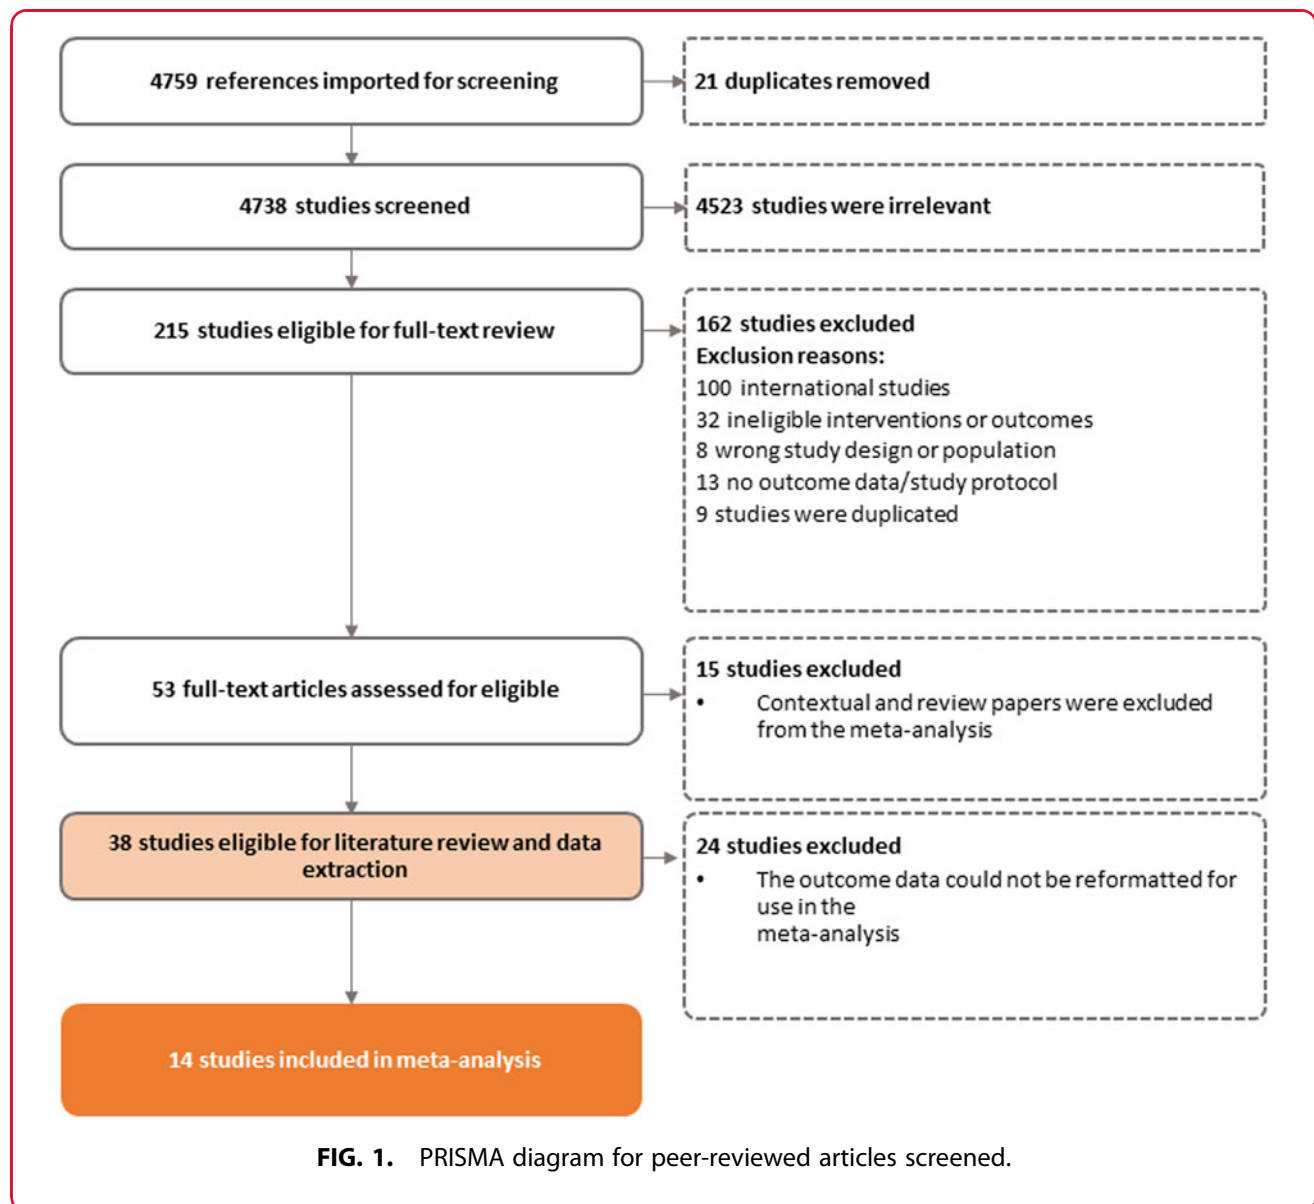 4759 references imported for screening
21 duplicates removed
4738 studies screened
4523 studies were irrelevant
215 studies eligible for full-text review
162 studies excluded
Exclusion reasons:
100 international studies
32 ineligible interventions or outcomes
8 wrong study design or population
13 no outcome data/study protocol
9 studies were duplicated
53 full-text articles assessed for eligible
15 studies excluded
• Contextual and review papers were excluded
from the meta-analysis
38 studies eligible for literature review and data
extraction
24 studies excluded
• The outcome data could not be reformatted for
use in the
meta-analysis
14 studies included in meta-analysis
FIG. 1. PRISMA diagram for peer-reviewed articles screened.